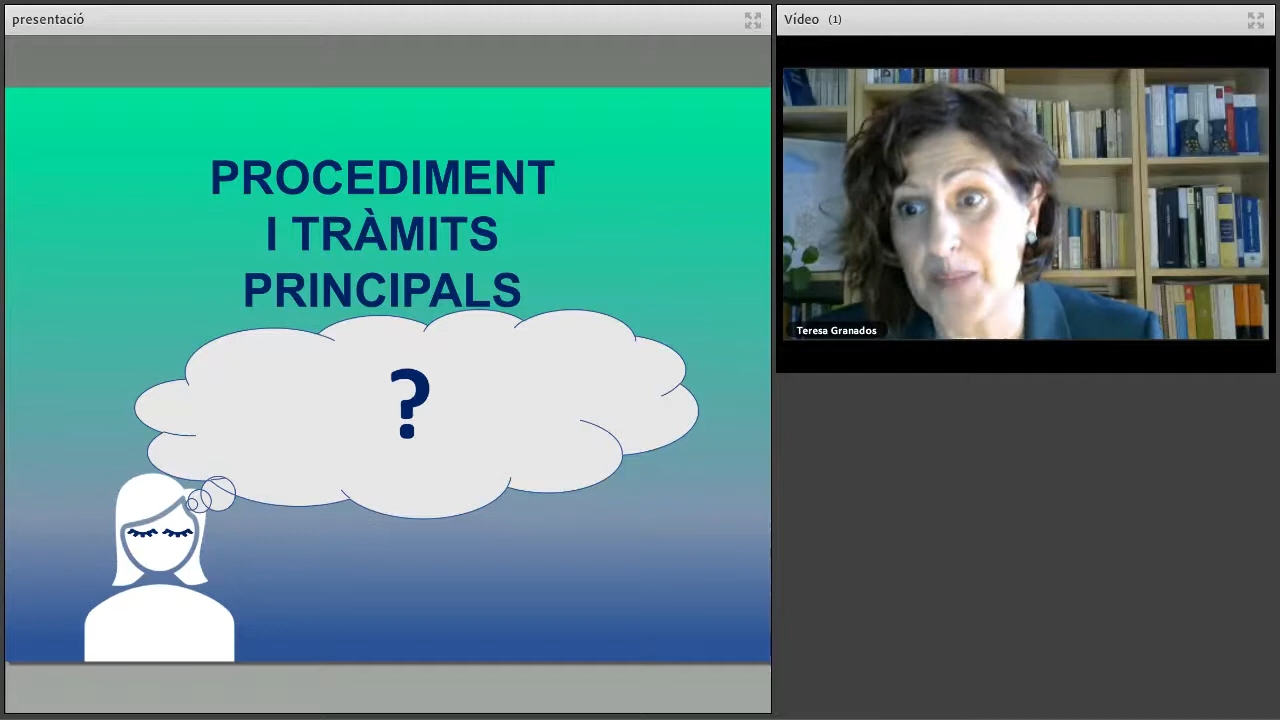 presentació
Vídeo (1)
PROCEDIMENT
I TRÀMITS
PRINCIPALS
?
Teresa Granados